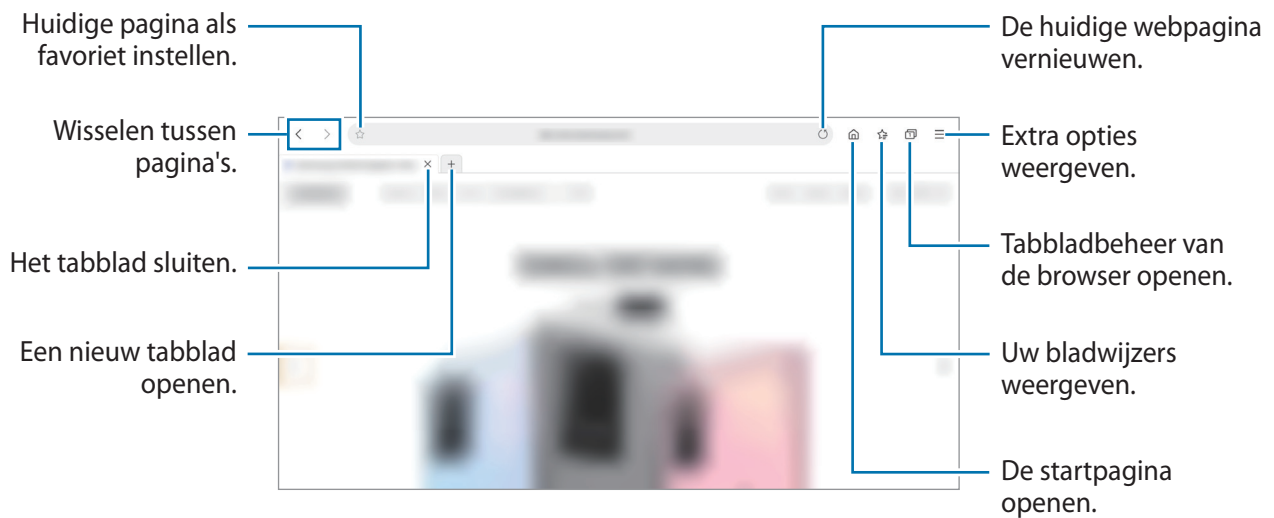 Huidige pagina als
favoriet instellen.
Wisselen tussen
pagina's.
Het tabblad sluiten.
Een nieuw tabblad
openen.
De huidige webpagina
vernieuwen.
Extra opties
weergeven.
Tabbladbeheer van
de browser openen.
Uw bladwijzers
weergeven.
De startpagina
openen.